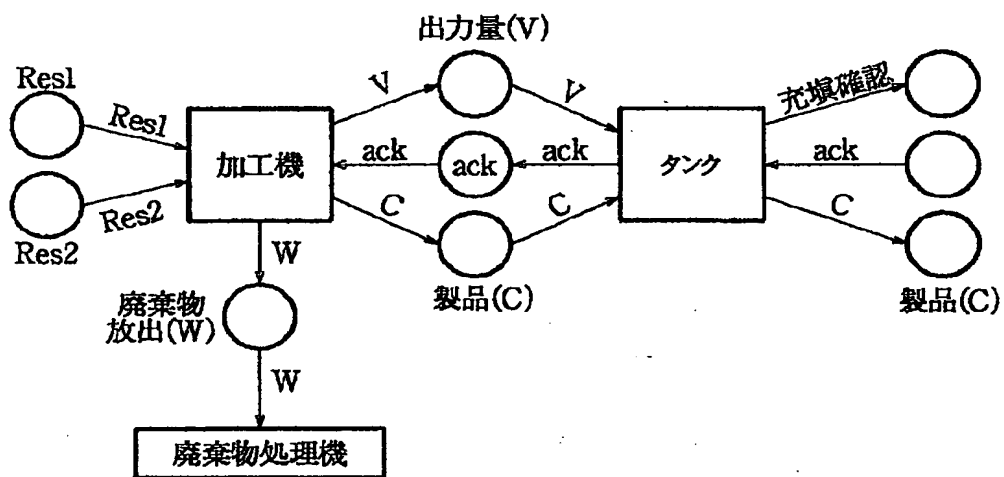 出力量(V)
Res1
Res1
V
V
充填確認
加工機
ack
ack
ack
タンク
ack
Res2
Res2
C
C
C
W
製品(C)
製品(C)
廃棄物
放出(W)
W
廃棄物処理機